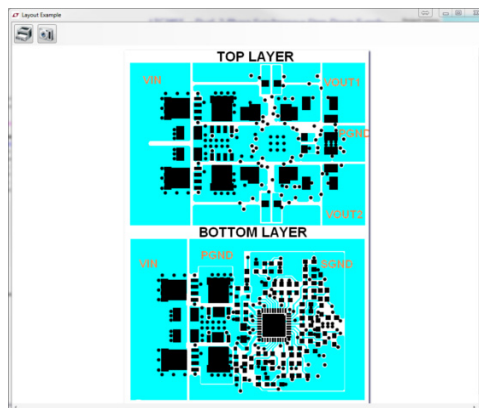 Layout Example
TOP LAYER
VIN
VOUT1
PGND
VOUT2
BOTTOM LAYER
PGND
VIN
SGND